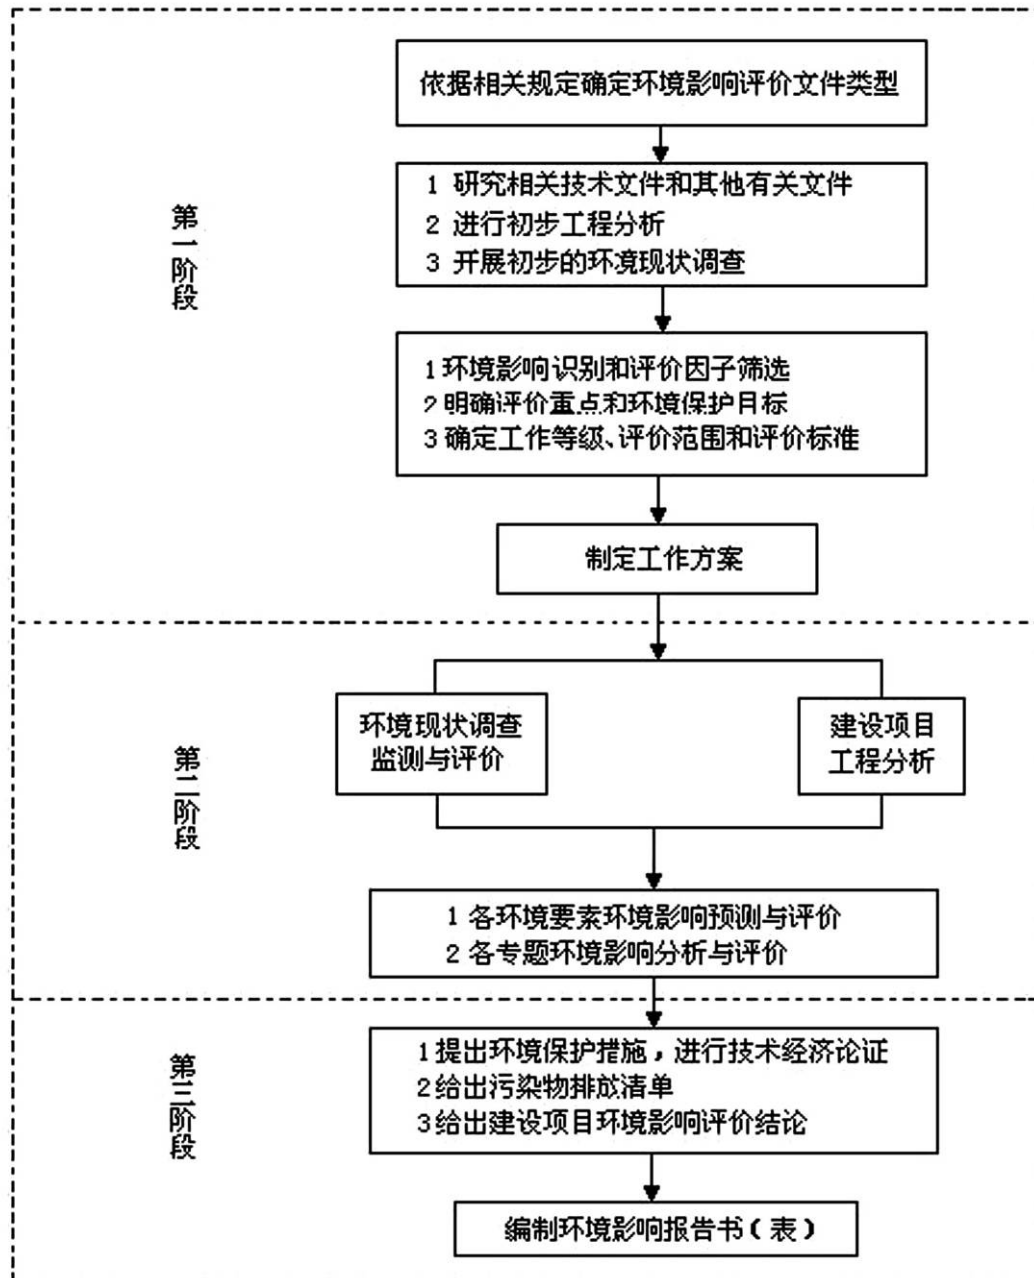 依据相关规定确定环境影响评价文件类型
第一阶段
1 研究相关技术文件和其他有关文件
2 进行初步工程分析
3 开展初步的环境现状调查
1环境影响识别和评价因子筛选
2明确评价重点和环境保护目标
3确定工作等级、评价范围和评价标准
制定工作方案
第二阶段
环境现状调查
监测与评价
建设项目
工程分析
1 各环境要素环境影响预测与评价
2 各专题环境影响分析与评价
第三阶段
1提出环境保护措施，进行技术经济论证
2给出污染物排放清单
3给出建设项目环境影响评价结论
编制环境影响报告书（表）